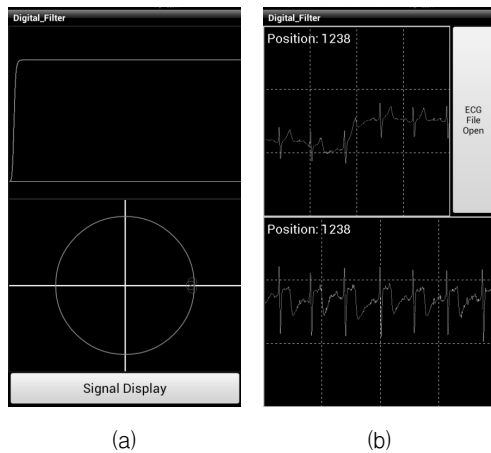 Digital_Filter
Signal Display
(a)
Digital_Filter
Position: 1238
ECG
File
Open
Position: 1238
(b)